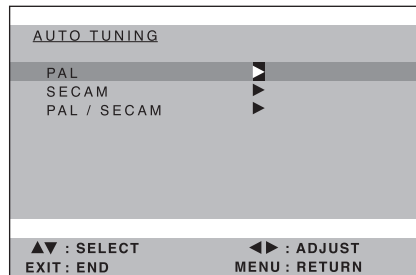 AUTO TUNING
PAL ▶
SECAM ▶
PAL / SECAM ▶
▲▼ : SELECT ◀▶ : ADJUST
EXIT : END MENU : RETURN